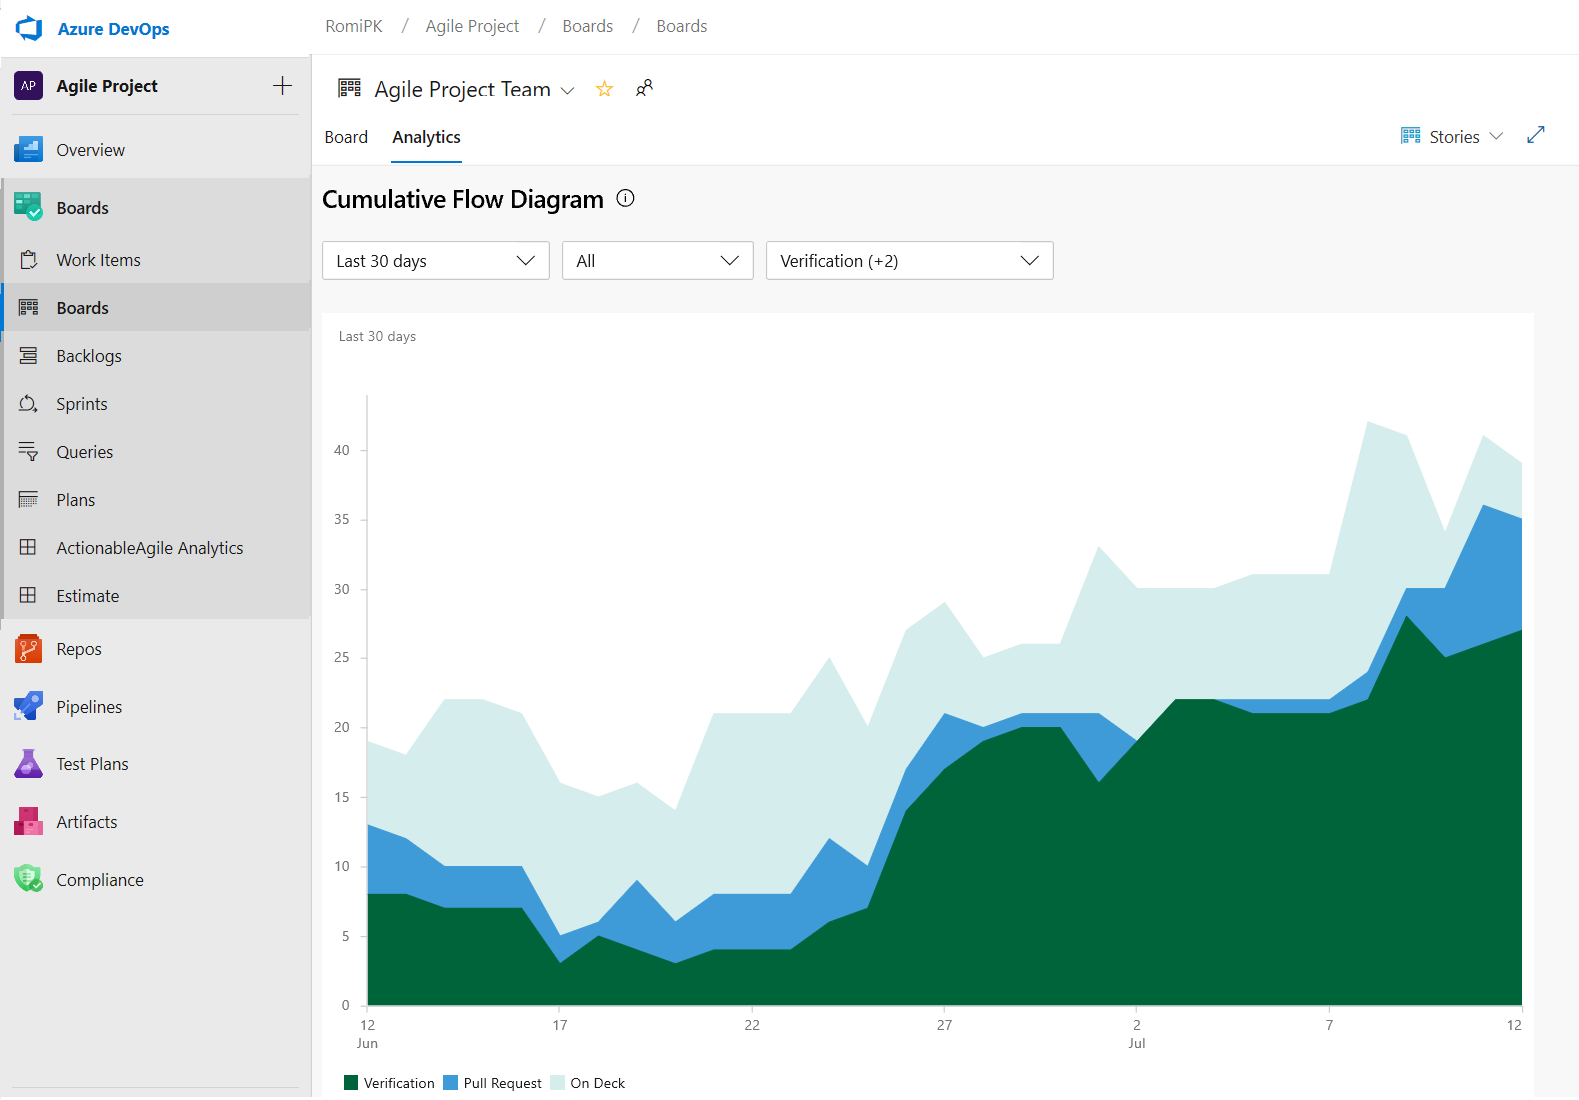 Azure DevOps
RomiPK / Agile Project / Boards / Boards
AP Agile Project
Overview
Boards
Work Items
Boards
Backlogs
Sprints
Queries
Plans
ActionableAgile Analytics
Estimate
Repos
Pipelines
Test Plans
Artifacts
Compliance
Agile Project Team
Board Analytics
Stories
Cumulative Flow Diagram
Last 30 days
All
Verification (+2)
Last 30 days
40
35
30
25
20
15
10
5
0
12 17 22 27 2 7 12
Jun Jul
Verification Pull Request On Deck